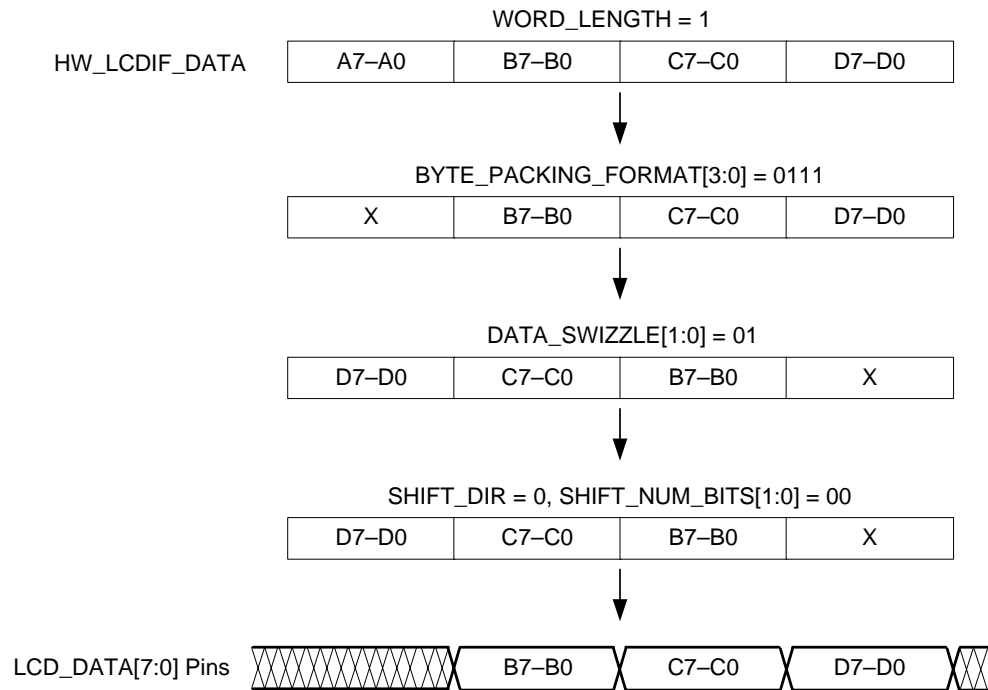 WORD_LENGTH = 1
HW_LCDIF_DATA A7–A0 B7–B0 C7–C0 D7–D0
BYTE_PACKING_FORMAT[3:0] = 0111
X B7–B0 C7–C0 D7–D0
DATA_SWIZZLE[1:0] = 01
D7–D0 C7–C0 B7–B0 X
SHIFT_DIR = 0, SHIFT_NUM_BITS[1:0] = 00
D7–D0 C7–C0 B7–B0 X
LCD_DATA[7:0] Pins B7–B0 C7–C0 D7–D0